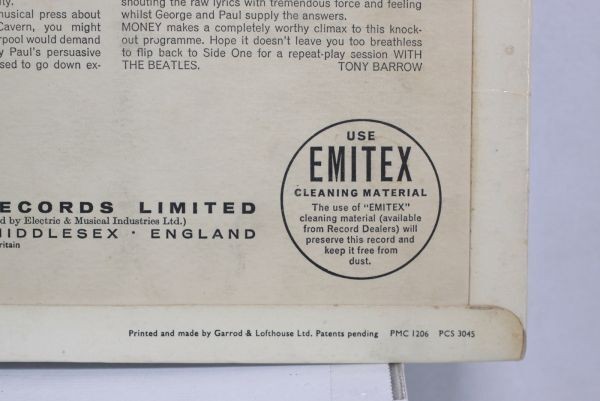 ity.
musical press about
Cavern, you might
rpool would demand
y Paul's persuasive
sed to go down ex-
shouting the raw lyrics with tremendous force and feeling
whilst George and Paul supply the answers.
MONEY makes a completely worthy climax to this knock-
out programme. Hope it doesn't leave you too breathless
to flip back to Side One for a repeat-play session WITH
THE BEATLES. TONY BARROW
ECORDS LIMITED
d by Electric & Musical Industries Ltd.)
IDDLESEX · ENGLAND
ritain
USE
EMITEX
CLEANING MATERIAL
The use of "EMITEX"
cleaning material (available
from Record Dealers) will
preserve this record and
keep it free from
dust.
Printed and made by Garrod & Lofthouse Ltd. Patents pending PMC 1206 PCS 3045